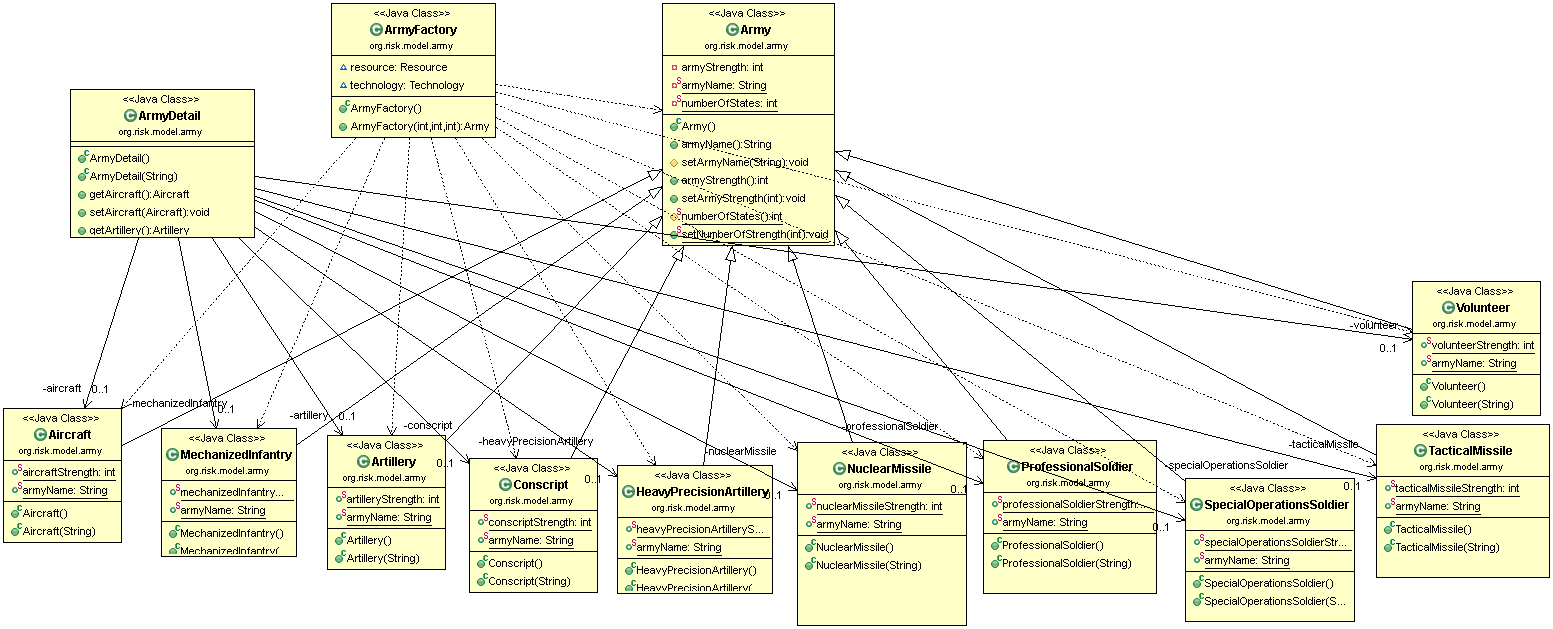 <<Java Class>>
ArmyFactory
org.risk.model.army
resource: Resource
technology: Technology
ArmyFactory()
ArmyFactory(int,int,int):Army
<<Java Class>>
Army
org.risk.model.army
armyStrength: int
armyName: String
numberOfStates: int
Army()
armyName():String
setArmyName(String):void
armyStrength():int
setArmyStrength(int):void
numberOfStates():int
setNumberOfStrength(int):void
<<Java Class>>
ArmyDetail
org.risk.model.army
ArmyDetail()
ArmyDetail(String)
getAircraft():Aircraft
setAircraft(Aircraft):void
getArtillery():Artillery
<<Java Class>>
Volunteer
org.risk.model.army
volunteerStrength: int
armyName: String
Volunteer()
Volunteer(String)
-volunteer
0..1
-aircraft
0..1
-mechanizedInfantry
0..1
-artillery
0..1
-conscript
0..1
-heavyPrecisionArtillery
0..1
-nuclearMissile
0..1
-professionalSoldier
0..1
-specialOperationsSoldier
0..1
-tacticalMissile
0..1
<<Java Class>>
Aircraft
org.risk.model.army
aircraftStrength: int
armyName: String
Aircraft()
Aircraft(String)
<<Java Class>>
MechanizedInfantry
org.risk.model.army
mechanizedInfantry...
armyName: String
MechanizedInfantry()
MechanizedInfantry(
<<Java Class>>
Artillery
org.risk.model.army
artilleryStrength: int
armyName: String
Artillery()
Artillery(String)
<<Java Class>>
Conscript
org.risk.model.army
conscriptStrength: int
armyName: String
Conscript()
Conscript(String)
<<Java Class>>
HeavyPrecisionArtillery
org.risk.model.army
heavyPrecisionArtilleryS...
armyName: String
HeavyPrecisionArtillery()
HeavyPrecisionArtillery(
<<Java Class>>
NuclearMissile
org.risk.model.army
nuclearMissileStrength: int
armyName: String
NuclearMissile()
NuclearMissile(String)
<<Java Class>>
ProfessionalSoldier
org.risk.model.army
professionalSoldierStrength...
armyName: String
ProfessionalSoldier()
ProfessionalSoldier(String)
<<Java Class>>
SpecialOperationsSoldier
org.risk.model.army
specialOperationsSoldierStr...
armyName: String
SpecialOperationsSoldier()
SpecialOperationsSoldier(S...
<<Java Class>>
TacticalMissile
org.risk.model.army
tacticalMissileStrength: int
armyName: String
TacticalMissile()
TacticalMissile(String)